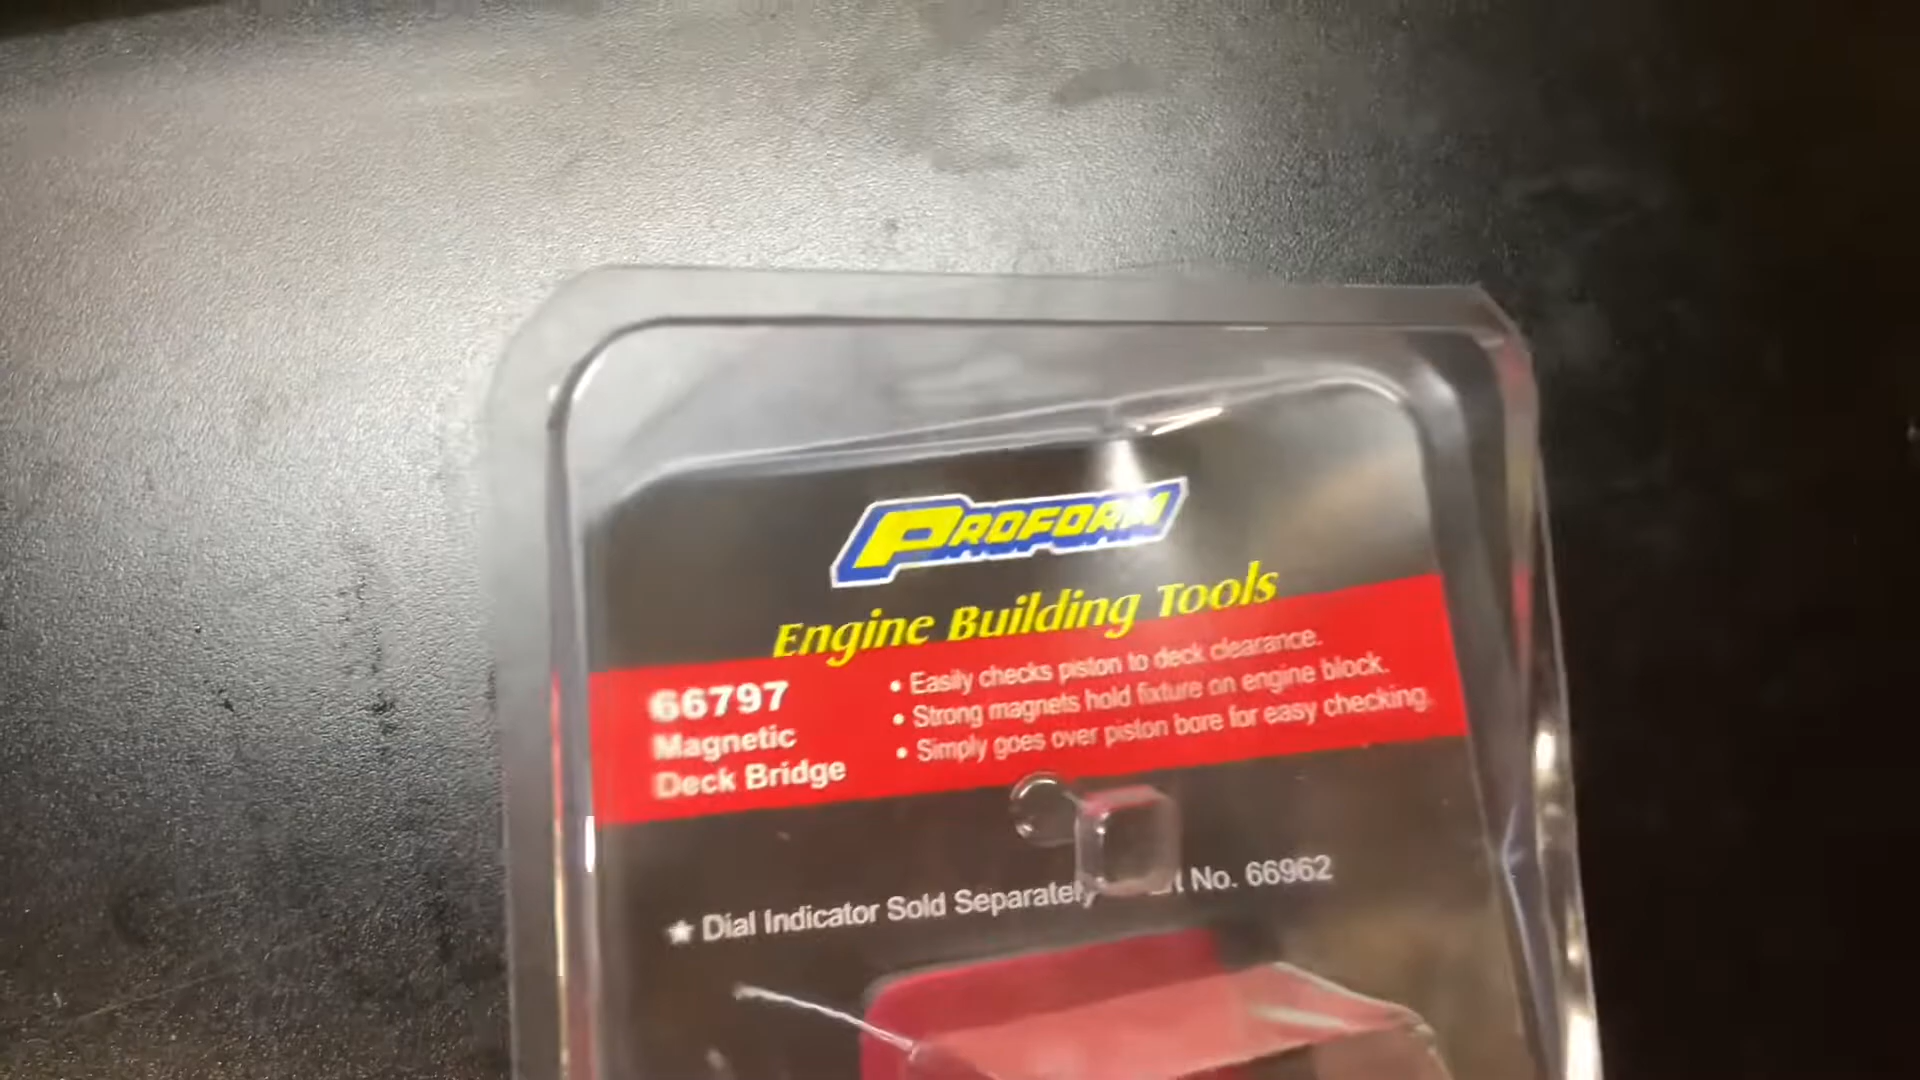 PROFORM
Engine Building Tools
66797
Magnetic
Deck Bridge
• Easily checks piston to deck clearance.
• Strong magnets hold fixture on engine block.
• Simply goes over piston bore for easy checking.
★ Dial Indicator Sold Separately No. 66962